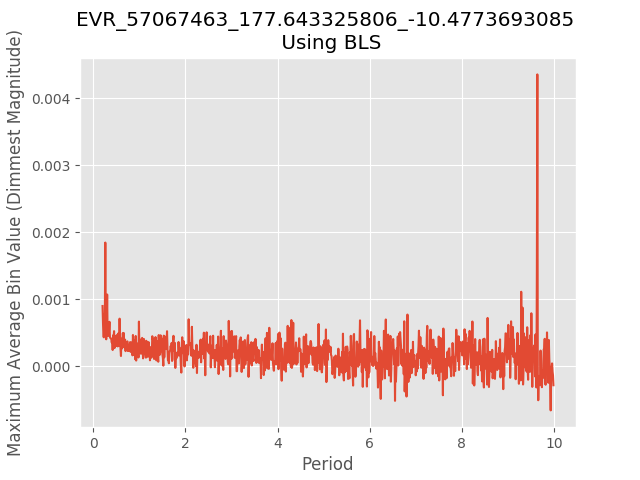 EVR_57067463_177.643325806_-10.4773693085
Using BLS
Maximum Average Bin Value (Dimmest Magnitude)
0.004
0.003
0.002
0.001
0.000
0
2
4
6
8
10
Period